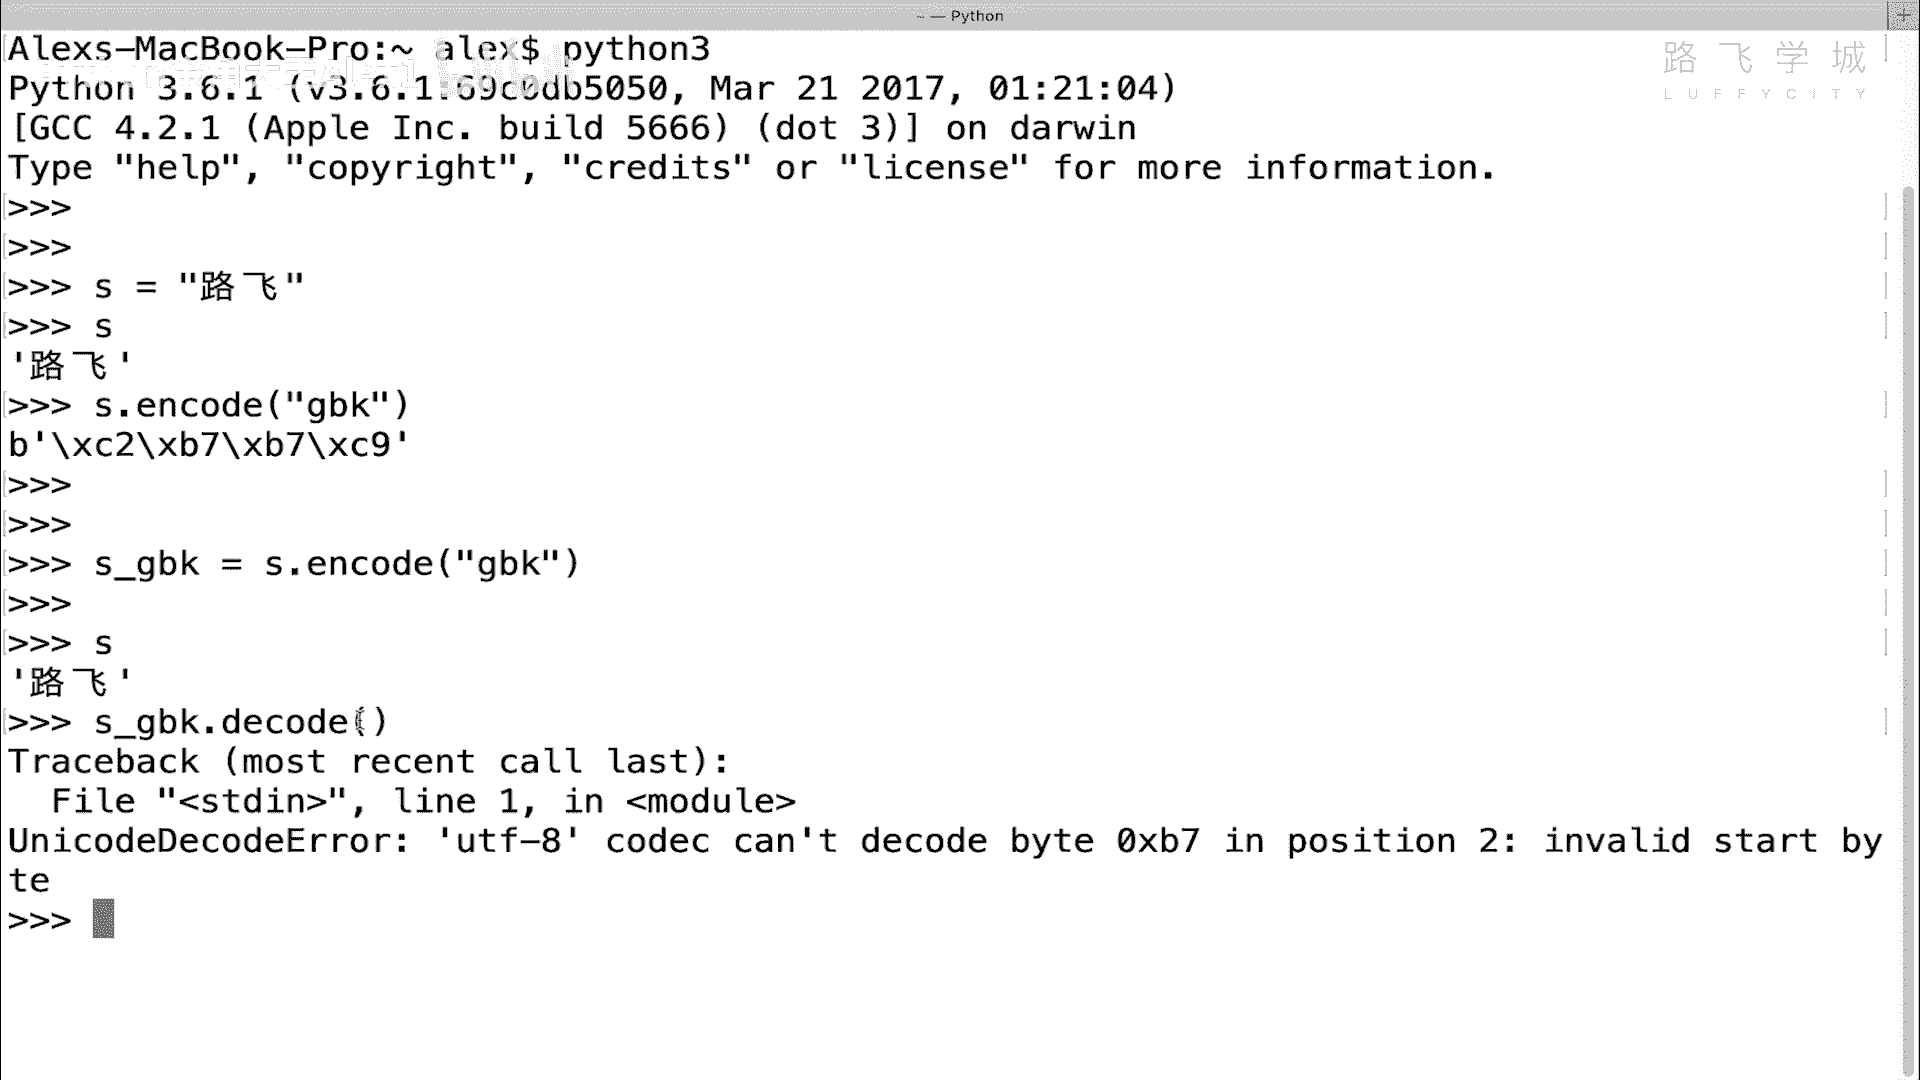 ~ — Python
Alexs-MacBook-Pro:~ alex$ python3
Python 3.6.1 (v3.6.1:69c0db5050, Mar 21 2017, 01:21:04)
[GCC 4.2.1 (Apple Inc. build 5666) (dot 3)] on darwin
Type "help", "copyright", "credits" or "license" for more information.
>>>
>>>
>>> s = "路飞"
>>> s
'路飞'
>>> s.encode("gbk")
b'\xc2\xb7\xb7\xc9'
>>>
>>>
>>> s_gbk = s.encode("gbk")
>>>
>>> s
'路飞'
>>> s_gbk.decode()
Traceback (most recent call last):
  File "<stdin>", line 1, in <module>
UnicodeDecodeError: 'utf-8' codec can't decode byte 0xb7 in position 2: invalid start by
te
>>>
路飞学城
LUFFYCITY